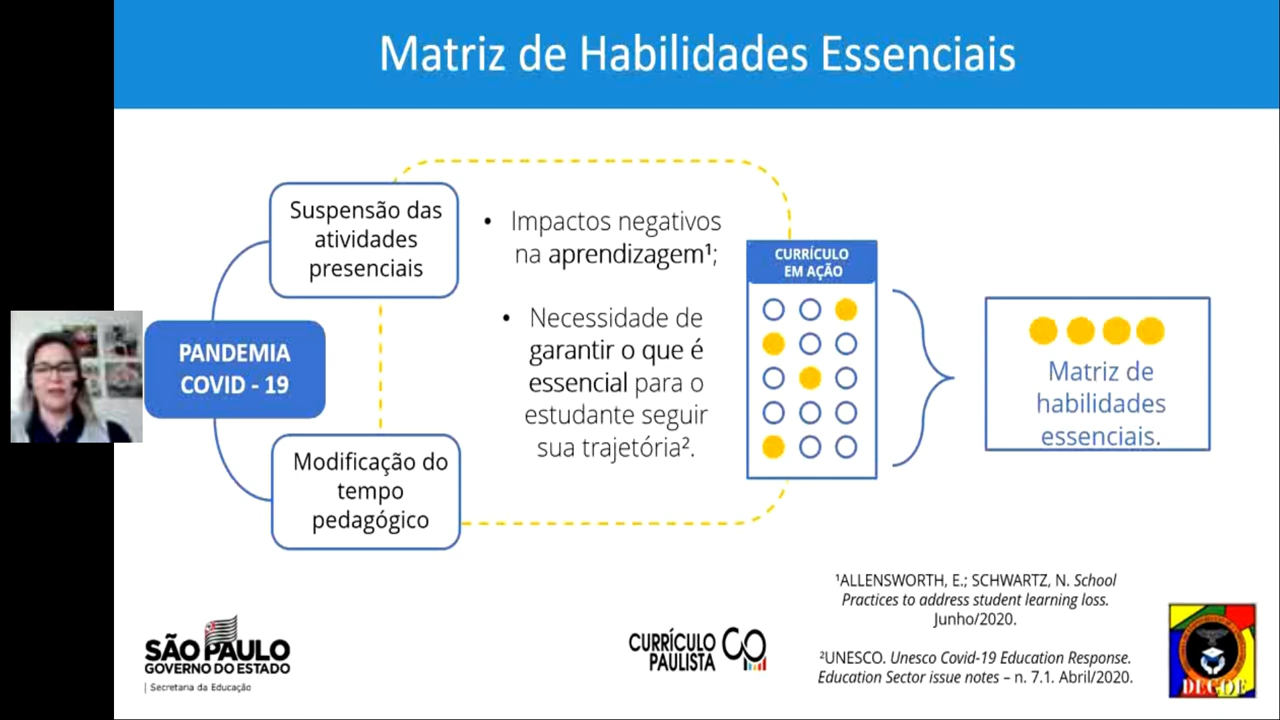 Matriz de Habilidades Essenciais
Suspensão das
atividades
presenciais
PANDEMIA
COVID - 19
Modificação do
tempo
pedagógico
• Impactos negativos
na aprendizagem¹;
• Necessidade de
garantir o que é
essencial para o
estudante seguir
sua trajetória².
CURRÍCULO
EM AÇÃO
Matriz de
habilidades
essenciais.
¹ALLENSWORTH, E.; SCHWARTZ, N. School
Practices to address student learning loss.
Junho/2020.
²UNESCO. Unesco Covid-19 Education Response.
Education Sector issue notes – n. 7.1. Abril/2020.
SÃO PAULO
GOVERNO DO ESTADO
Secretaria da Educação
CURRÍCULO
PAULISTA